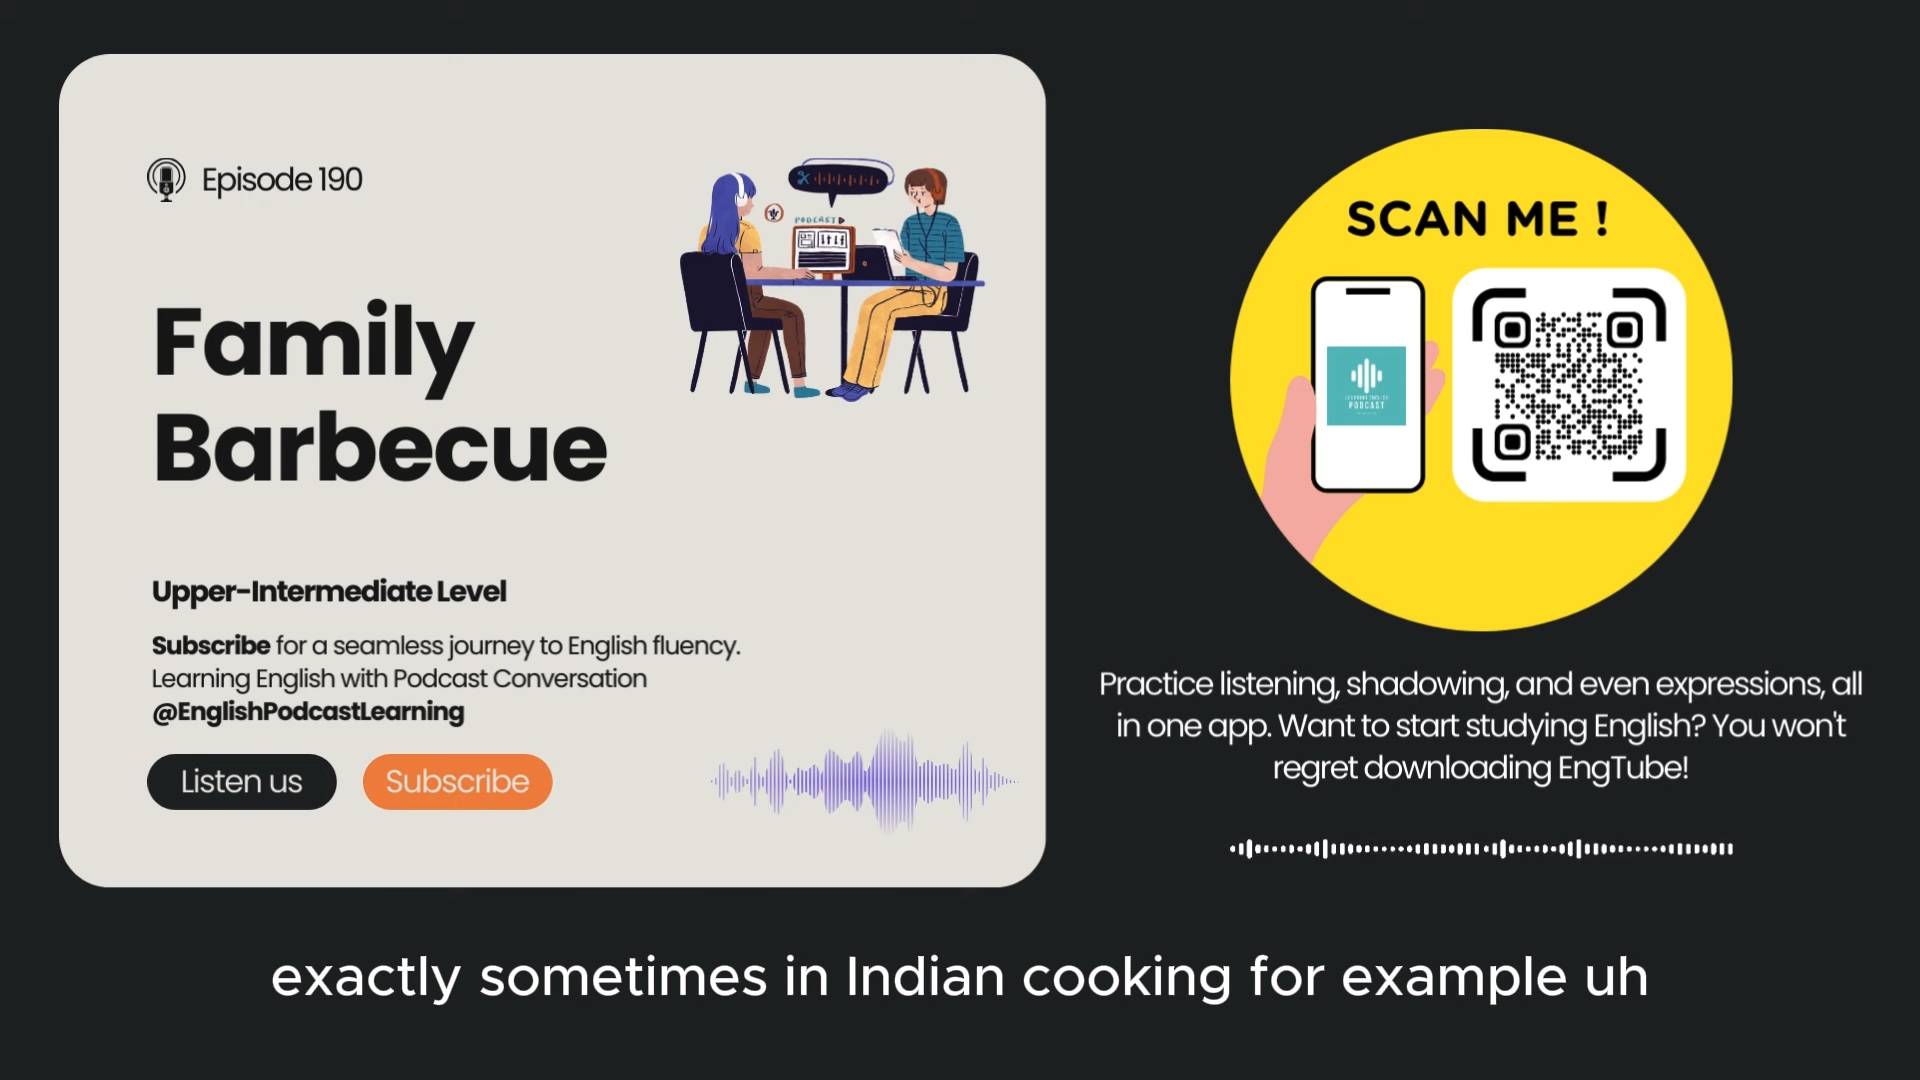 Episode 190
PODCAST
Family
Barbecue
Upper-Intermediate Level
Subscribe for a seamless journey to English fluency.
Learning English with Podcast Conversation
@EnglishPodcastLearning
Listen us
Subscribe
SCAN ME !
PODCAST
Practice listening, shadowing, and even expressions, all
in one app. Want to start studying English? You won't
regret downloading EngTube!
exactly sometimes in Indian cooking for example uh